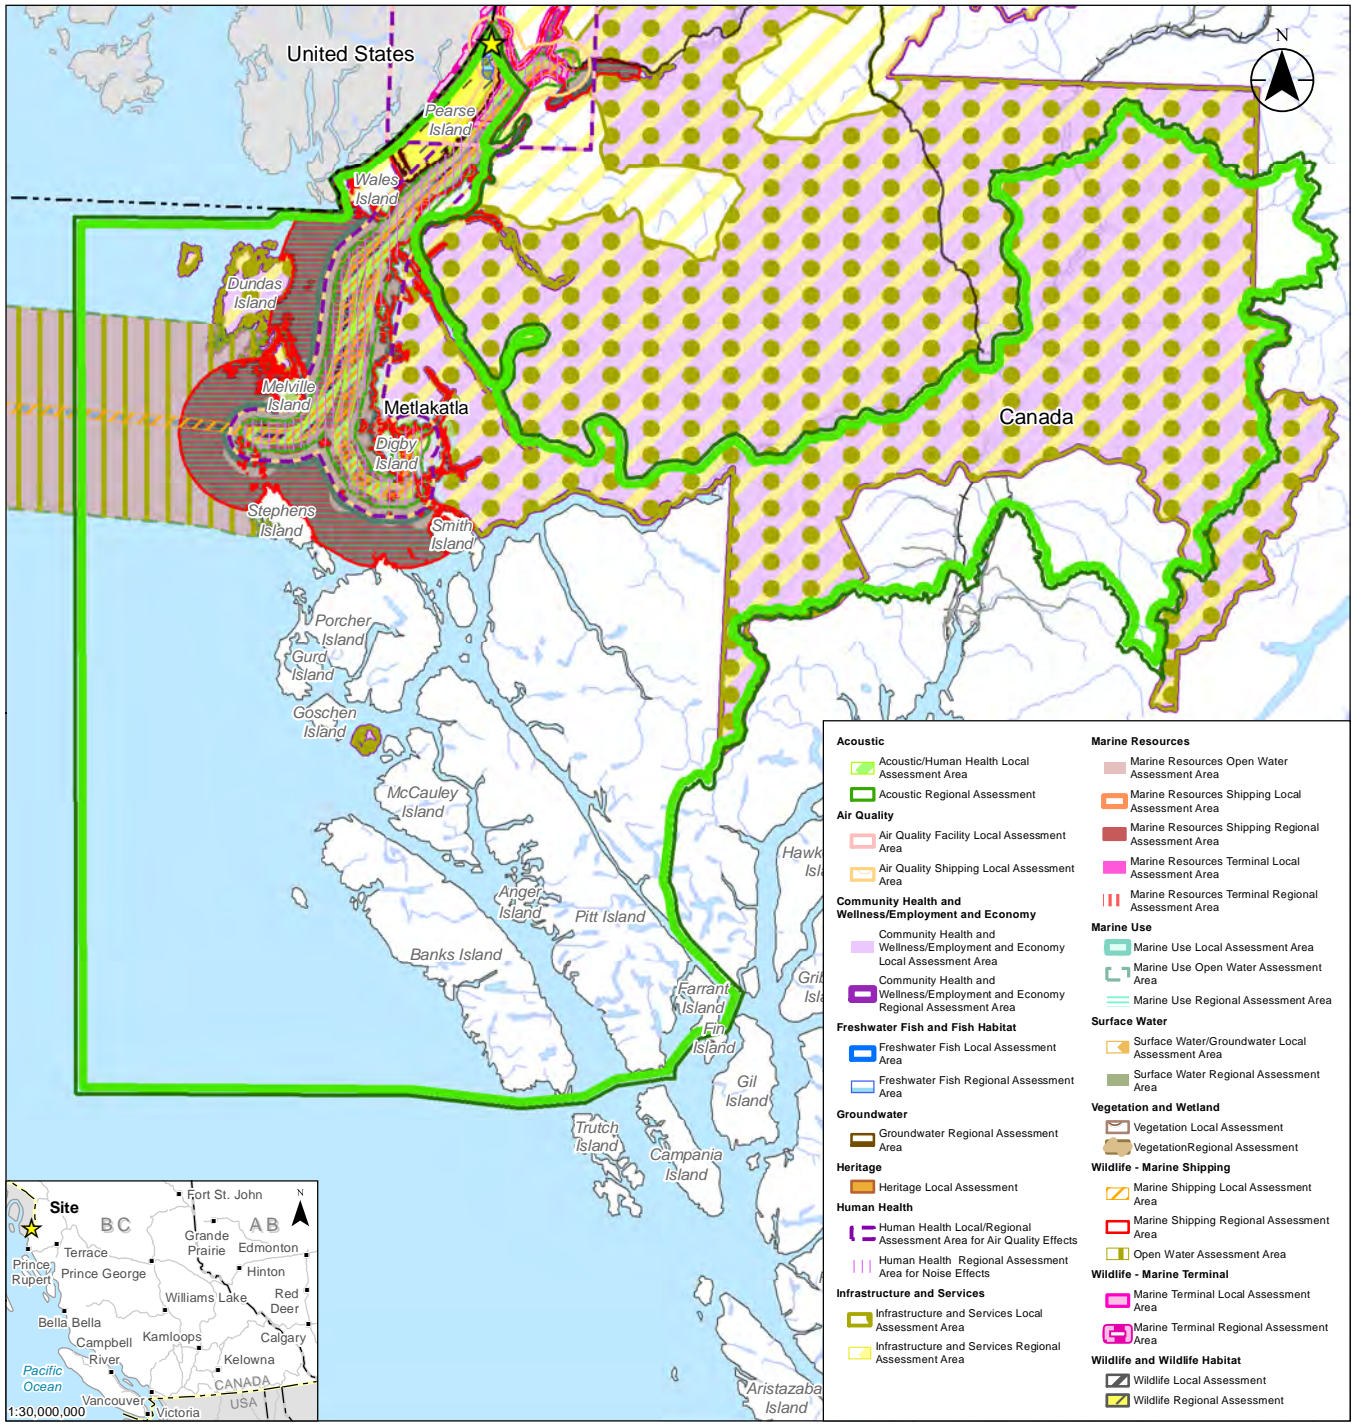 United States
N
Pearse
Island
Wales
Island
Dundas
Island
Melville
Island
Metlakatla
Digby
Island
Canada
Stephens
Island
Smith
Island
Porcher
Island
Gurd
Island
Goschen
Island
McCauley
Island
Anger
Island
Pitt Island
Banks Island
Farrant
Island
Fin
Island
Gil
Island
Trutch
Island
Campania
Island
Hawk
Isl
Grib
Isla
Aristazaba
Island
Acoustic
Acoustic/Human Health Local
Assessment Area
Acoustic Regional Assessment
Air Quality
Air Quality Facility Local Assessment
Area
Air Quality Shipping Local Assessment
Area
Community Health and
Wellness/Employment and Economy
Community Health and
Wellness/Employment and Economy
Local Assessment Area
Community Health and
Wellness/Employment and Economy
Regional Assessment Area
Freshwater Fish and Fish Habitat
Freshwater Fish Local Assessment
Area
Freshwater Fish Regional Assessment
Area
Groundwater
Groundwater Regional Assessment
Area
Heritage
Heritage Local Assessment
Human Health
Human Health Local/Regional
Assessment Area for Air Quality Effects
Human Health Regional Assessment
Area for Noise Effects
Infrastructure and Services
Infrastructure and Services Local
Assessment Area
Infrastructure and Services Regional
Assessment Area
Marine Resources
Marine Resources Open Water
Assessment Area
Marine Resources Shipping Local
Assessment Area
Marine Resources Shipping Regional
Assessment Area
Marine Resources Terminal Local
Assessment Area
Marine Resources Terminal Regional
Assessment Area
Marine Use
Marine Use Local Assessment Area
Marine Use Open Water Assessment
Area
Marine Use Regional Assessment Area
Surface Water
Surface Water/Groundwater Local
Assessment Area
Surface Water Regional Assessment
Area
Vegetation and Wetland
Vegetation Local Assessment
VegetationRegional Assessment
Wildlife - Marine Shipping
Marine Shipping Local Assessment
Area
Marine Shipping Regional Assessment
Area
Open Water Assessment Area
Wildlife - Marine Terminal
Marine Terminal Local Assessment
Area
Marine Terminal Regional Assessment
Area
Wildlife and Wildlife Habitat
Wildlife Local Assessment
Wildlife Regional Assessment
Site
Fort St. John
N
BC
AB
Grande
Prairie
Edmonton
Terrace
Prince
Rupert
Prince George
Hinton
Williams Lake
Red
Deer
Bella Bella
Campbell
River
Kamloops
Calgary
Kelowna
Pacific
Ocean
CANADA
USA
Vancouver
1:30,000,000
Victoria